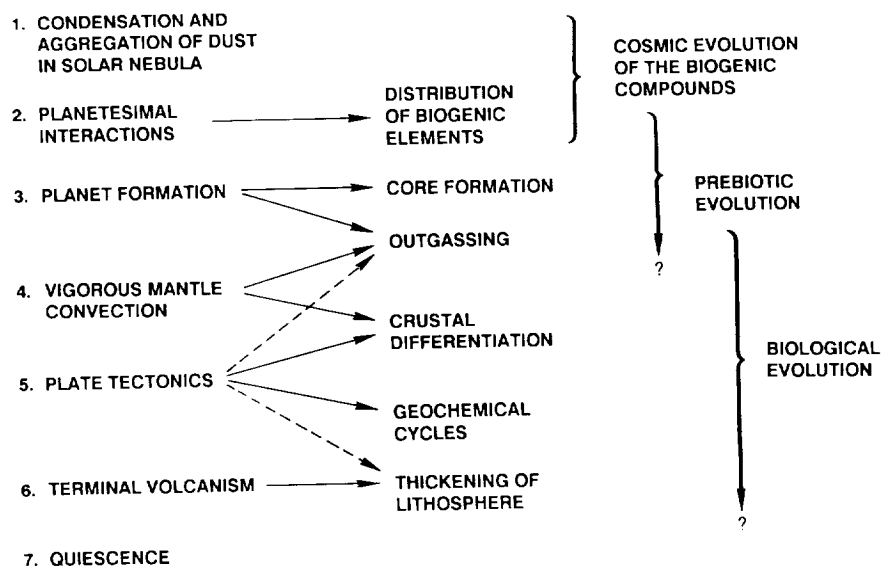 1. CONDENSATION AND
AGGREGATION OF DUST
IN SOLAR NEBULA
2. PLANETESIMAL
INTERACTIONS
3. PLANET FORMATION
4. VIGOROUS MANTLE
CONVECTION
5. PLATE TECTONICS
6. TERMINAL VOLCANISM
7. QUIESCENCE
DISTRIBUTION
OF BIOGENIC
ELEMENTS
CORE FORMATION
OUTGASSING
CRUSTAL
DIFFERENTIATION
GEOCHEMICAL
CYCLES
THICKENING OF
LITHOSPHERE
COSMIC EVOLUTION
OF THE BIOGENIC
COMPOUNDS
PREBIOTIC
EVOLUTION
?
BIOLOGICAL
EVOLUTION
?